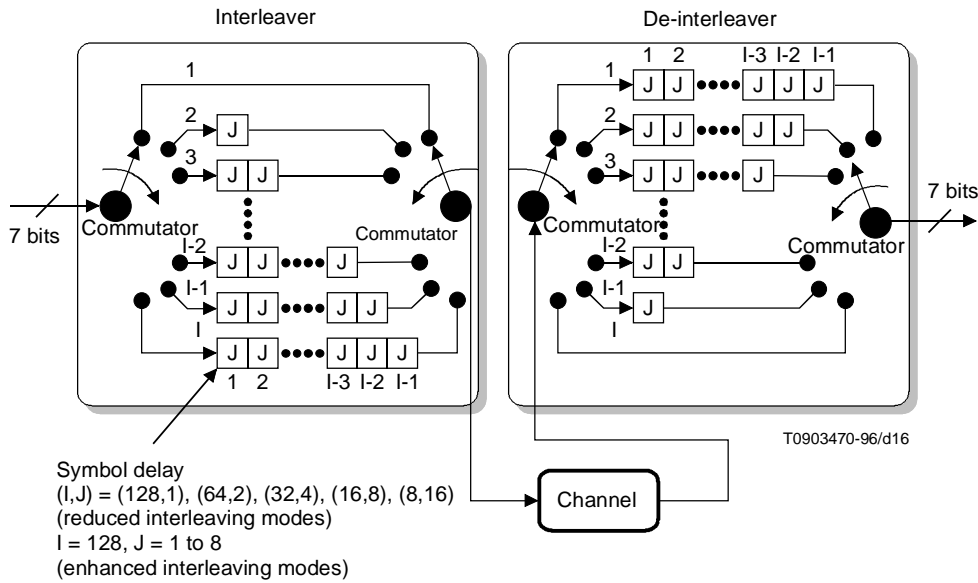 Interleaver
De-interleaver
1
2
J
3
J J
7 bits
Commutator
Commutator
I-2
J J J
I-1
J J J J
I
J J J J J
1 2 I-3 I-2 I-1
1 2 I-3 I-2 I-1
1
J J J J J
2
J J J J
3
J J J
Commutator
Commutator
7 bits
I-2
J J
I-1
J
I
T0903470-96/d16
Symbol delay
(I,J) = (128,1), (64,2), (32,4), (16,8), (8,16)
(reduced interleaving modes)
I = 128, J = 1 to 8
(enhanced interleaving modes)
Channel